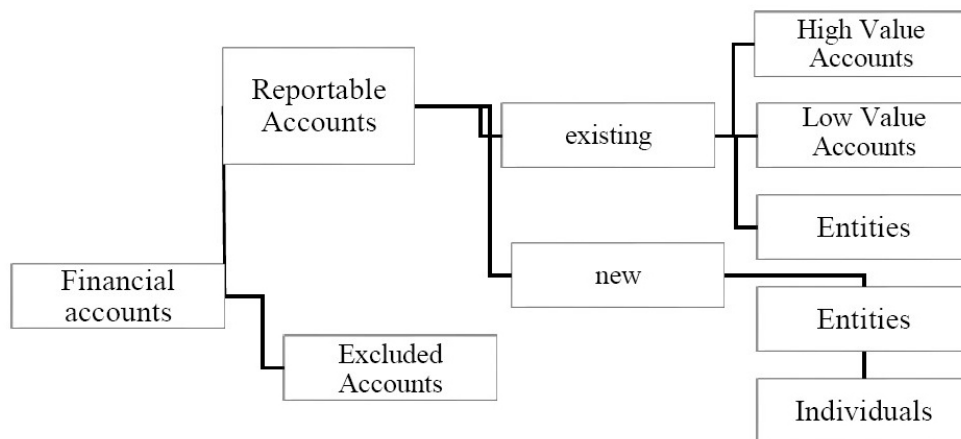 High Value
Accounts
Reportable
Accounts
existing
Low Value
Accounts
Entities
Financial
accounts
new
Entities
Excluded
Accounts
Individuals